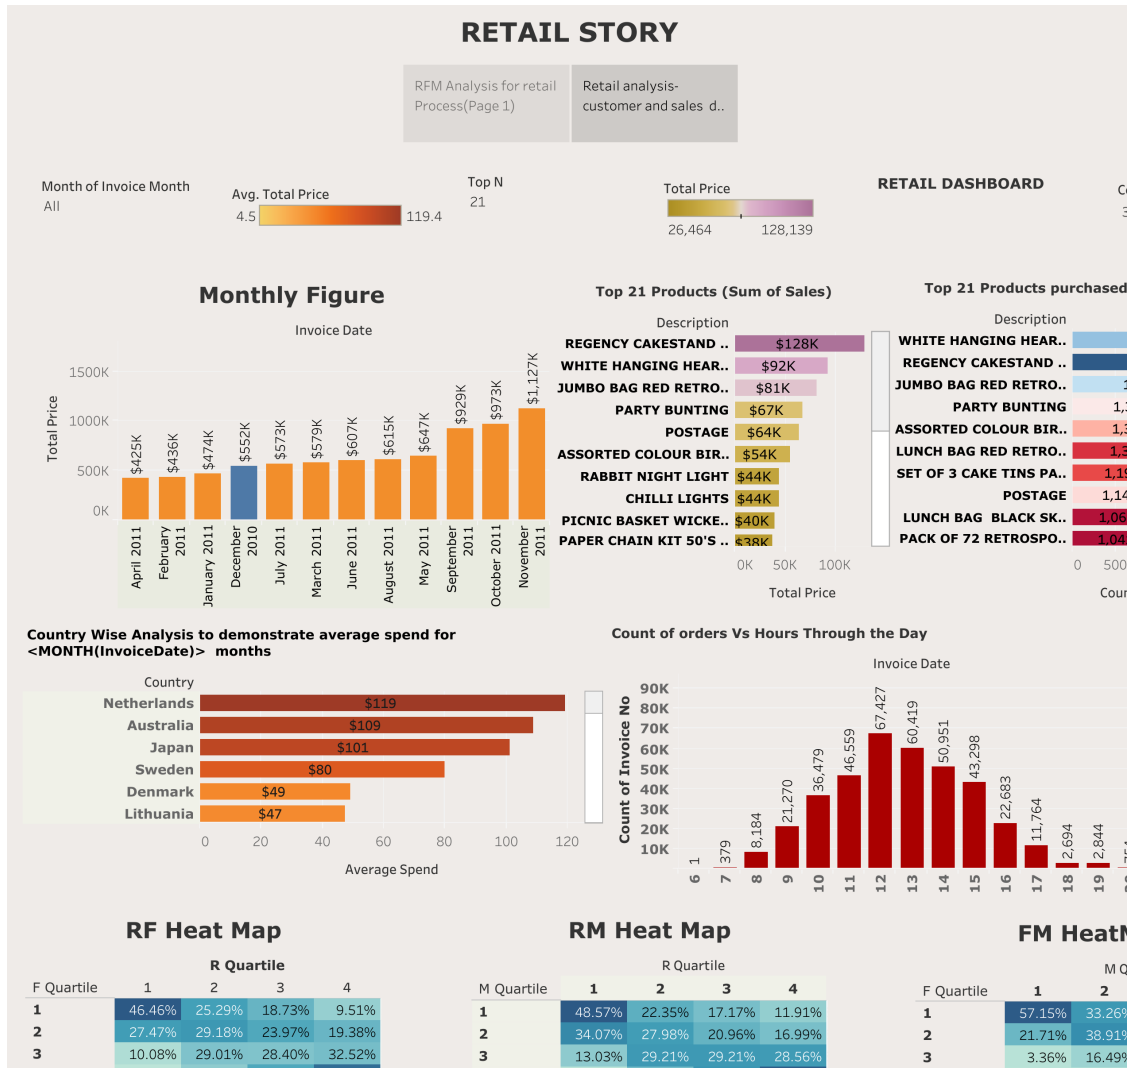 RETAIL STORY
RFM Analysis for retail
Process(Page 1)
Retail analysis-
customer and sales d..
Month of Invoice Month
All
Avg. Total Price
4.5
119.4
Top N
21
Total Price
26,464
128,139
RETAIL DASHBOARD
Monthly Figure
Invoice Date
Total Price
1500K
1000K
500K
0K
$425K
$436K
$474K
$552K
$573K
$579K
$607K
$615K
$647K
$929K
$973K
$1,127K
April 2011
February 2011
January 2011
December 2010
July 2011
March 2011
June 2011
August 2011
May 2011
September 2011
October 2011
November 2011
Top 21 Products (Sum of Sales)
Description
REGENCY CAKESTAND .. $128K
WHITE HANGING HEAR.. $92K
JUMBO BAG RED RETRO.. $81K
PARTY BUNTING $67K
POSTAGE $64K
ASSORTED COLOUR BIR.. $54K
RABBIT NIGHT LIGHT $44K
CHILLI LIGHTS $44K
PICNIC BASKET WICKE.. $40K
PAPER CHAIN KIT 50'S .. $38K
0K 50K 100K
Total Price
Top 21 Products purchased
Description
WHITE HANGING HEAR..
REGENCY CAKESTAND ..
JUMBO BAG RED RETRO..
PARTY BUNTING
ASSORTED COLOUR BIR..
LUNCH BAG RED RETRO..
SET OF 3 CAKE TINS PA..
POSTAGE
LUNCH BAG  BLACK SK..
PACK OF 72 RETROSPO..
0
Country Wise Analysis to demonstrate average spend for
<MONTH(InvoiceDate)>  months
Country
Netherlands $119
Australia $109
Japan $101
Sweden $80
Denmark $49
Lithuania $47
0 20 40 60 80 100 120
Average Spend
Count of orders Vs Hours Through the Day
Invoice Date
Count of Invoice No
90K
80K
70K
60K
50K
40K
30K
20K
10K
1
379
8,184
21,270
36,479
46,559
67,427
60,419
50,951
43,298
22,683
11,764
2,694
2,844
6 7 8 9 10 11 12 13 14 15 16 17 18 19
RF Heat Map
R Quartile
F Quartile 1 2 3 4
1 46.46% 25.29% 18.73% 9.51%
2 27.47% 29.18% 23.97% 19.38%
3 10.08% 29.01% 28.40% 32.52%
RM Heat Map
R Quartile
M Quartile 1 2 3 4
1 48.57% 22.35% 17.17% 11.91%
2 34.07% 27.98% 20.96% 16.99%
3 13.03% 29.21% 29.21% 28.56%
FM Heat
M
F Quartile 1 2
1 57.15% 33.26%
2 21.71% 38.91%
3 3.36% 16.49%